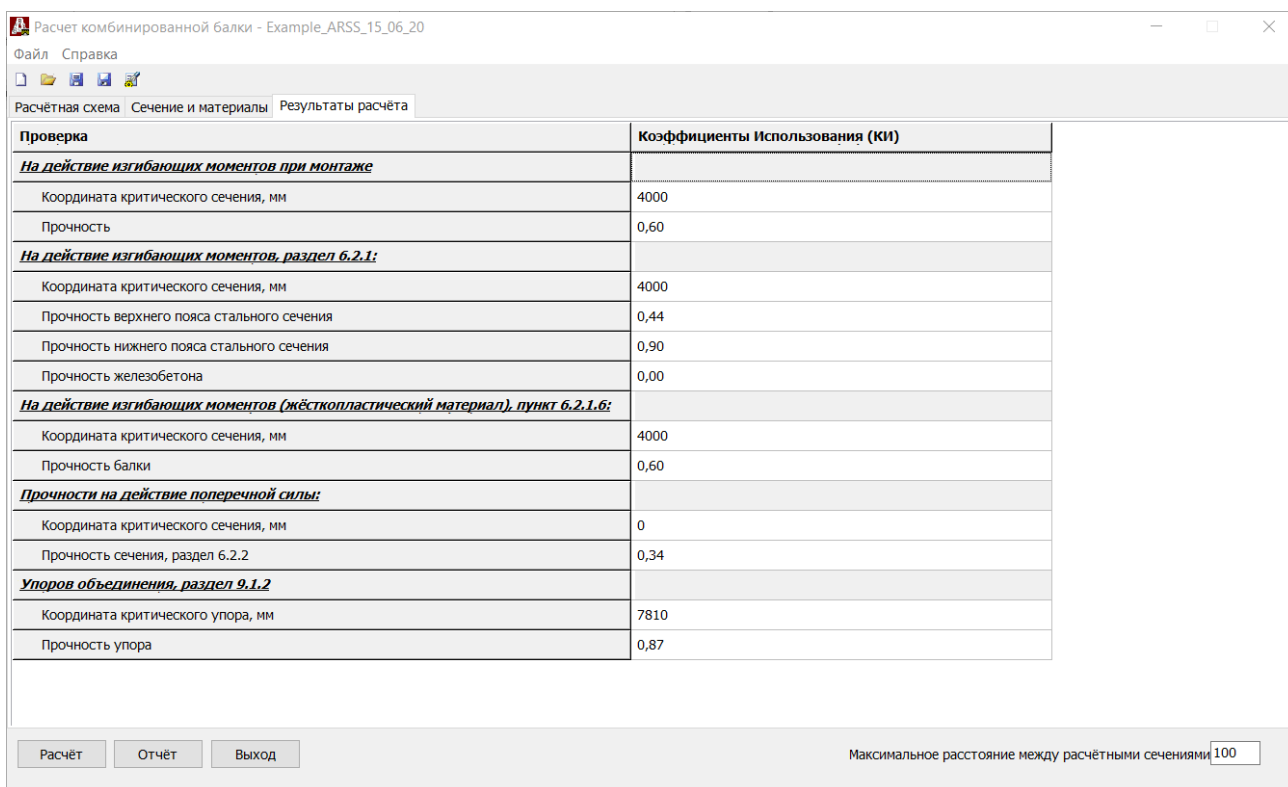 Расчет комбинированной балки - Example_ARSS_15_06_20
Файл Справка
Расчётная схема Сечение и материалы Результаты расчёта
Проверка Коэффициенты Использования (КИ)
На действие изгибающих моментов при монтаже
Координата критического сечения, мм 4000
Прочность 0,60
На действие изгибающих моментов, раздел 6.2.1:
Координата критического сечения, мм 4000
Прочность верхнего пояса стального сечения 0,44
Прочность нижнего пояса стального сечения 0,90
Прочность железобетона 0,00
На действие изгибающих моментов (жёсткопластический материал), пункт 6.2.1.6:
Координата критического сечения, мм 4000
Прочность балки 0,60
Прочности на действие поперечной силы:
Координата критического сечения, мм 0
Прочность сечения, раздел 6.2.2 0,34
Упоров объединения, раздел 9.1.2
Координата критического упора, мм 7810
Прочность упора 0,87
Расчёт Отчёт Выход Максимальное расстояние между расчётными сечениями 100